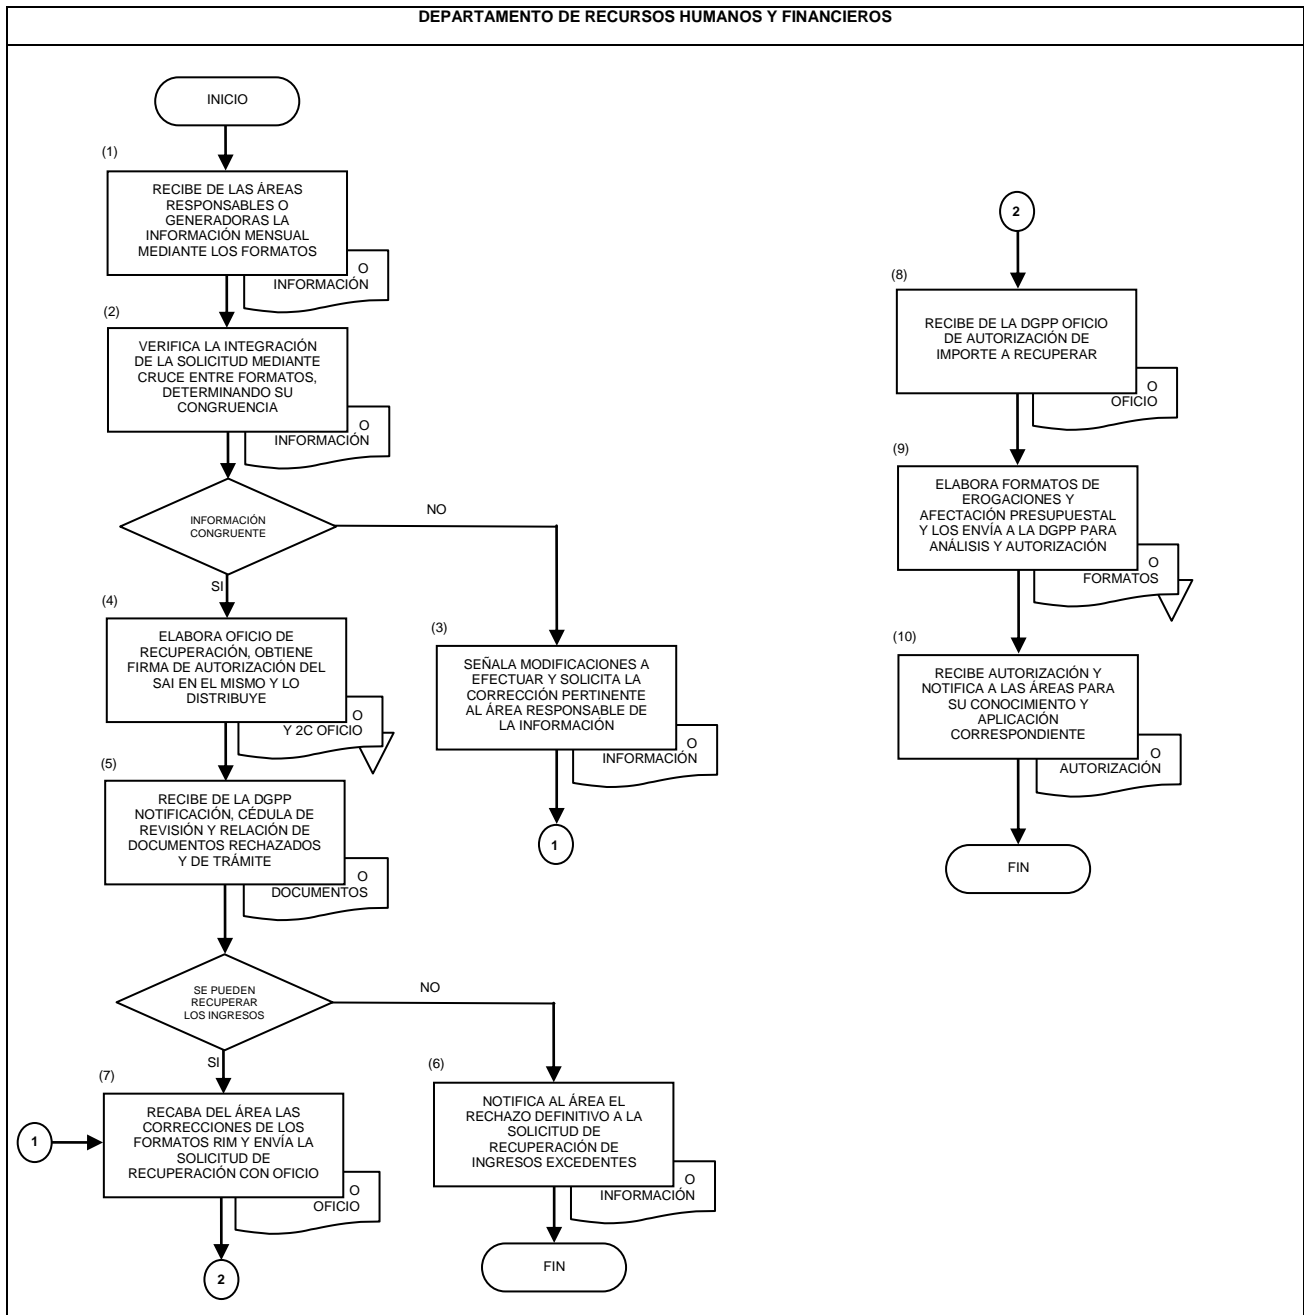 DEPARTAMENTO DE RECURSOS HUMANOS Y FINANCIEROS
INICIO
(1)
RECIBE DE LAS ÁREAS
RESPONSABLES O
GENERADORAS LA
INFORMACIÓN MENSUAL
MEDIANTE LOS FORMATOS
O
INFORMACIÓN
(2)
VERIFICA LA INTEGRACIÓN
DE LA SOLICITUD MEDIANTE
CRUCE ENTRE FORMATOS,
DETERMINANDO SU
CONGRUENCIA
O
INFORMACIÓN
INFORMACIÓN
CONGRUENTE
NO
SI
(3)
SEÑALA MODIFICACIONES A
EFECTUAR Y SOLICITA LA
CORRECCIÓN PERTINENTE
AL ÁREA RESPONSABLE DE
LA INFORMACIÓN
O
INFORMACIÓN
1
(4)
ELABORA OFICIO DE
RECUPERACIÓN, OBTIENE
FIRMA DE AUTORIZACIÓN DEL
SAI EN EL MISMO Y LO
DISTRIBUYE
O
Y 2C OFICIO
(5)
RECIBE DE LA DGPP
NOTIFICACIÓN, CÉDULA DE
REVISIÓN Y RELACIÓN DE
DOCUMENTOS RECHAZADOS
Y DE TRÁMITE
O
DOCUMENTOS
SE PUEDEN
RECUPERAR
LOS INGRESOS
NO
SI
(6)
NOTIFICA AL ÁREA EL
RECHAZO DEFINITIVO A LA
SOLICITUD DE
RECUPERACIÓN DE
INGRESOS EXCEDENTES
O
INFORMACIÓN
FIN
(7)
1
RECABA DEL ÁREA LAS
CORRECCIONES DE LOS
FORMATOS RIM Y ENVÍA LA
SOLICITUD DE
RECUPERACIÓN CON OFICIO
O
OFICIO
2
2
(8)
RECIBE DE LA DGPP OFICIO
DE AUTORIZACIÓN DE
IMPORTE A RECUPERAR
O
OFICIO
(9)
ELABORA FORMATOS DE
EROGACIONES Y
AFECTACIÓN PRESUPUESTAL
Y LOS ENVÍA A LA DGPP PARA
ANÁLISIS Y AUTORIZACIÓN
O
FORMATOS
(10)
RECIBE AUTORIZACIÓN Y
NOTIFICA A LAS ÁREAS PARA
SU CONOCIMIENTO Y
APLICACIÓN
CORRESPONDIENTE
O
AUTORIZACIÓN
FIN